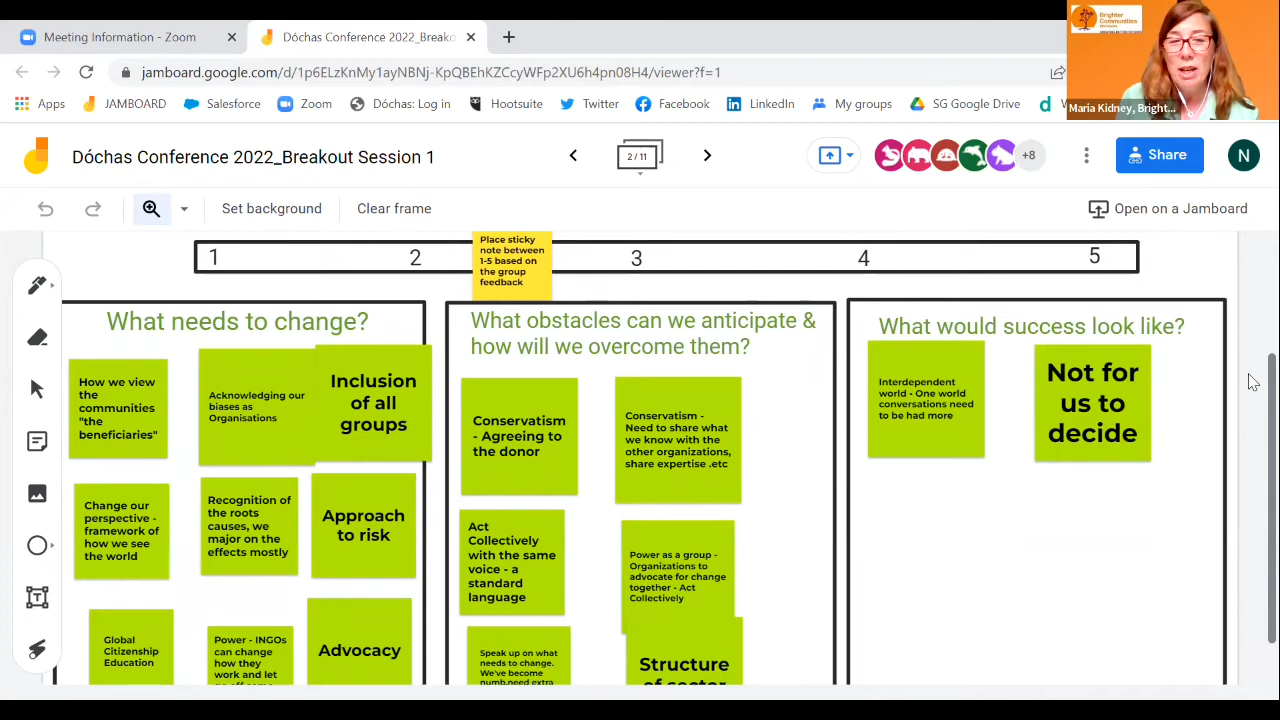 Meeting Information - Zoom
Dóchas Conference 2022_Breako
Brighter
Communities
jamboard.google.com/d/1p6ELzKnMy1ayNBNj-KpQBEhKZCcyWFp2XU6h4pn08H4/viewer?f=1
Apps
JAMBOARD
Salesforce
Zoom
Dóchas: Log in
Hootsuite
Twitter
Facebook
LinkedIn
My groups
SG Google Drive
Maria Kidney, Bright...
Dóchas Conference 2022_Breakout Session 1
2 / 11
+8
Share
N
Set background
Clear frame
Open on a Jamboard
1
2
3
4
5
Place sticky
note between
1-5 based on
the group
feedback
What needs to change?
How we view
the
communities
"the
beneficiaries"
Acknowledging our
biases as
Organisations
Inclusion
of all
groups
Change our
perspective -
framework of
how we see
the world
Recognition of
the roots
causes, we
major on the
effects mostly
Approach
to risk
Global
Citizenship
Education
Power - INGOs
can change
how they
work and let
Advocacy
What obstacles can we anticipate &
how will we overcome them?
Conservatism
- Agreeing to
the donor
Conservatism -
Need to share what
we know with the
other organizations,
share expertise .etc
Act
Collectively
with the same
voice - a
standard
language
Power as a group -
Organizations to
advocate for change
together - Act
Collectively
Speak up on what
needs to change.
We've become
numb,need extra
Structure
of sector
What would success look like?
Interdependent
world - One world
conversations need
to be had more
Not for
us to
decide